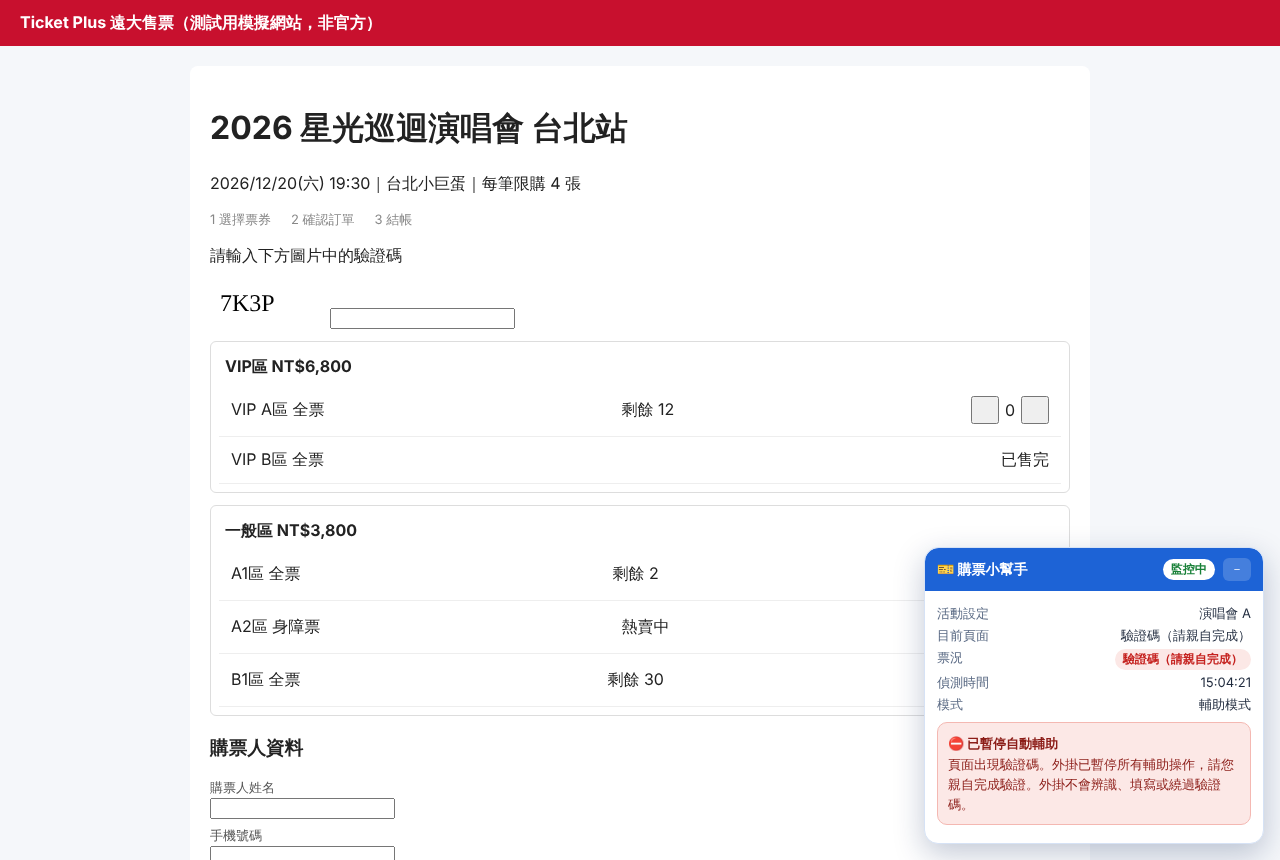 Ticket Plus 遠大售票（測試用模擬網站，非官方）
2026 星光巡迴演唱會 台北站
2026/12/20(六) 19:30｜台北小巨蛋｜每筆限購 4 張
1 選擇票券 2 確認訂單 3 結帳
請輸入下方圖片中的驗證碼
7K3P
VIP區 NT$6,800
VIP A區 全票 剩餘 12 0
VIP B區 全票 已售完
一般區 NT$3,800
A1區 全票 剩餘 2
A2區 身障票 熱賣中
B1區 全票 剩餘 30
購票人資料
購票人姓名
手機號碼
🎫 購票小幫手 監控中 −
活動設定 演唱會 A
目前頁面 驗證碼（請親自完成）
票況 驗證碼（請親自完成）
偵測時間 15:04:21
模式 輔助模式
⛔ 已暫停自動輔助
頁面出現驗證碼。外掛已暫停所有輔助操作，請您
親自完成驗證。外掛不會辨識、填寫或繞過驗證
碼。